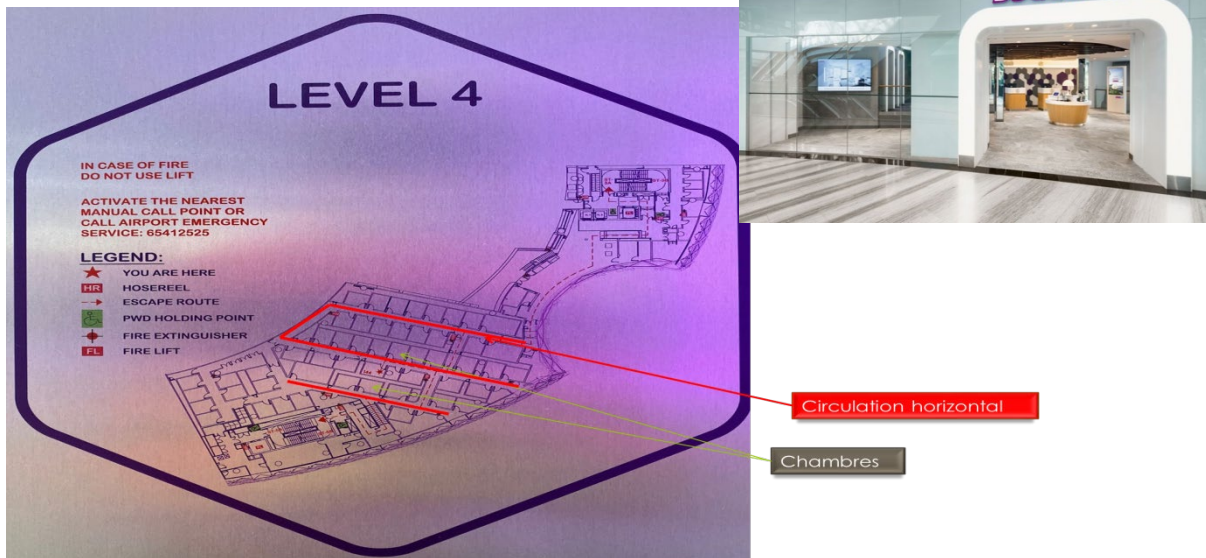 LEVEL 4
IN CASE OF FIRE
DO NOT USE LIFT
ACTIVATE THE NEAREST
MANUAL CALL POINT OR
CALL AIRPORT EMERGENCY
SERVICE: 65412525
LEGEND:
YOU ARE HERE
HR HOSEREEL
ESCAPE ROUTE
PWD HOLDING POINT
FIRE EXTINGUISHER
FL FIRE LIFT
Circulation horizontal
Chambres